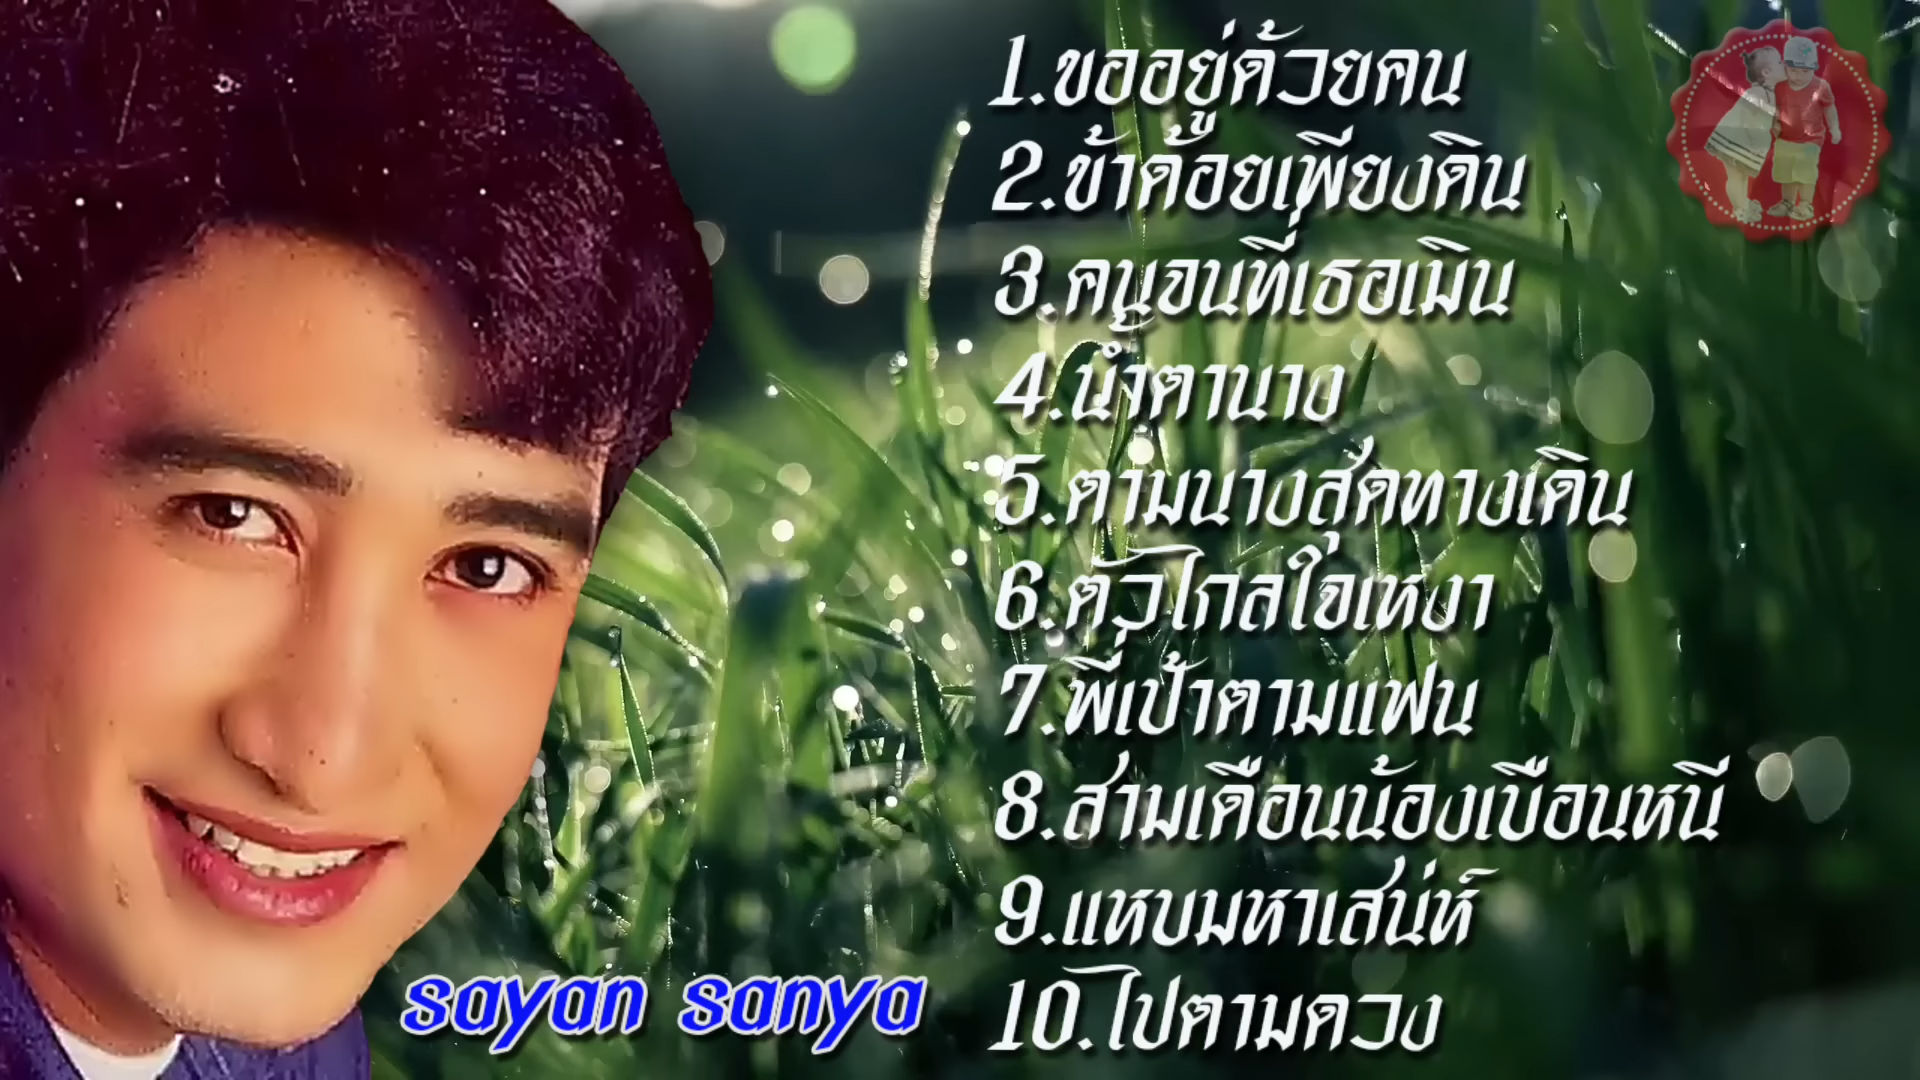 1.ขออยู่ด้วยคน
2.ข้าด้อยเพียงดิน
3.คนจนที่เธอเมิน
4.น้ำตานาง
5.ตามนางสุดทางเดิน
6.ตัวไกลใจเหงา
7.พี่เป้าตามแฟน
8.สามเดือนน้องเบือนหนี
9.แหบมหาเสน่ห์
10.ไปตามดวง
sayan sanya